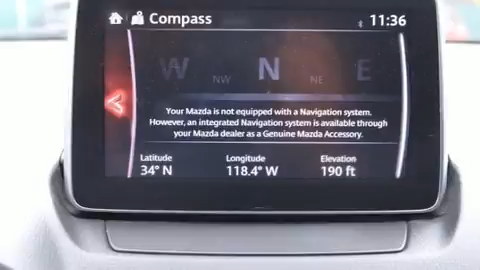 Compass 11:36
W NW N NE E
Your Mazda is not equipped with a Navigation system.
However, an integrated Navigation system is available through
your Mazda dealer as a Genuine Mazda Accessory.
Latitude Longitude Elevation
34° N 118.4° W 190 ft